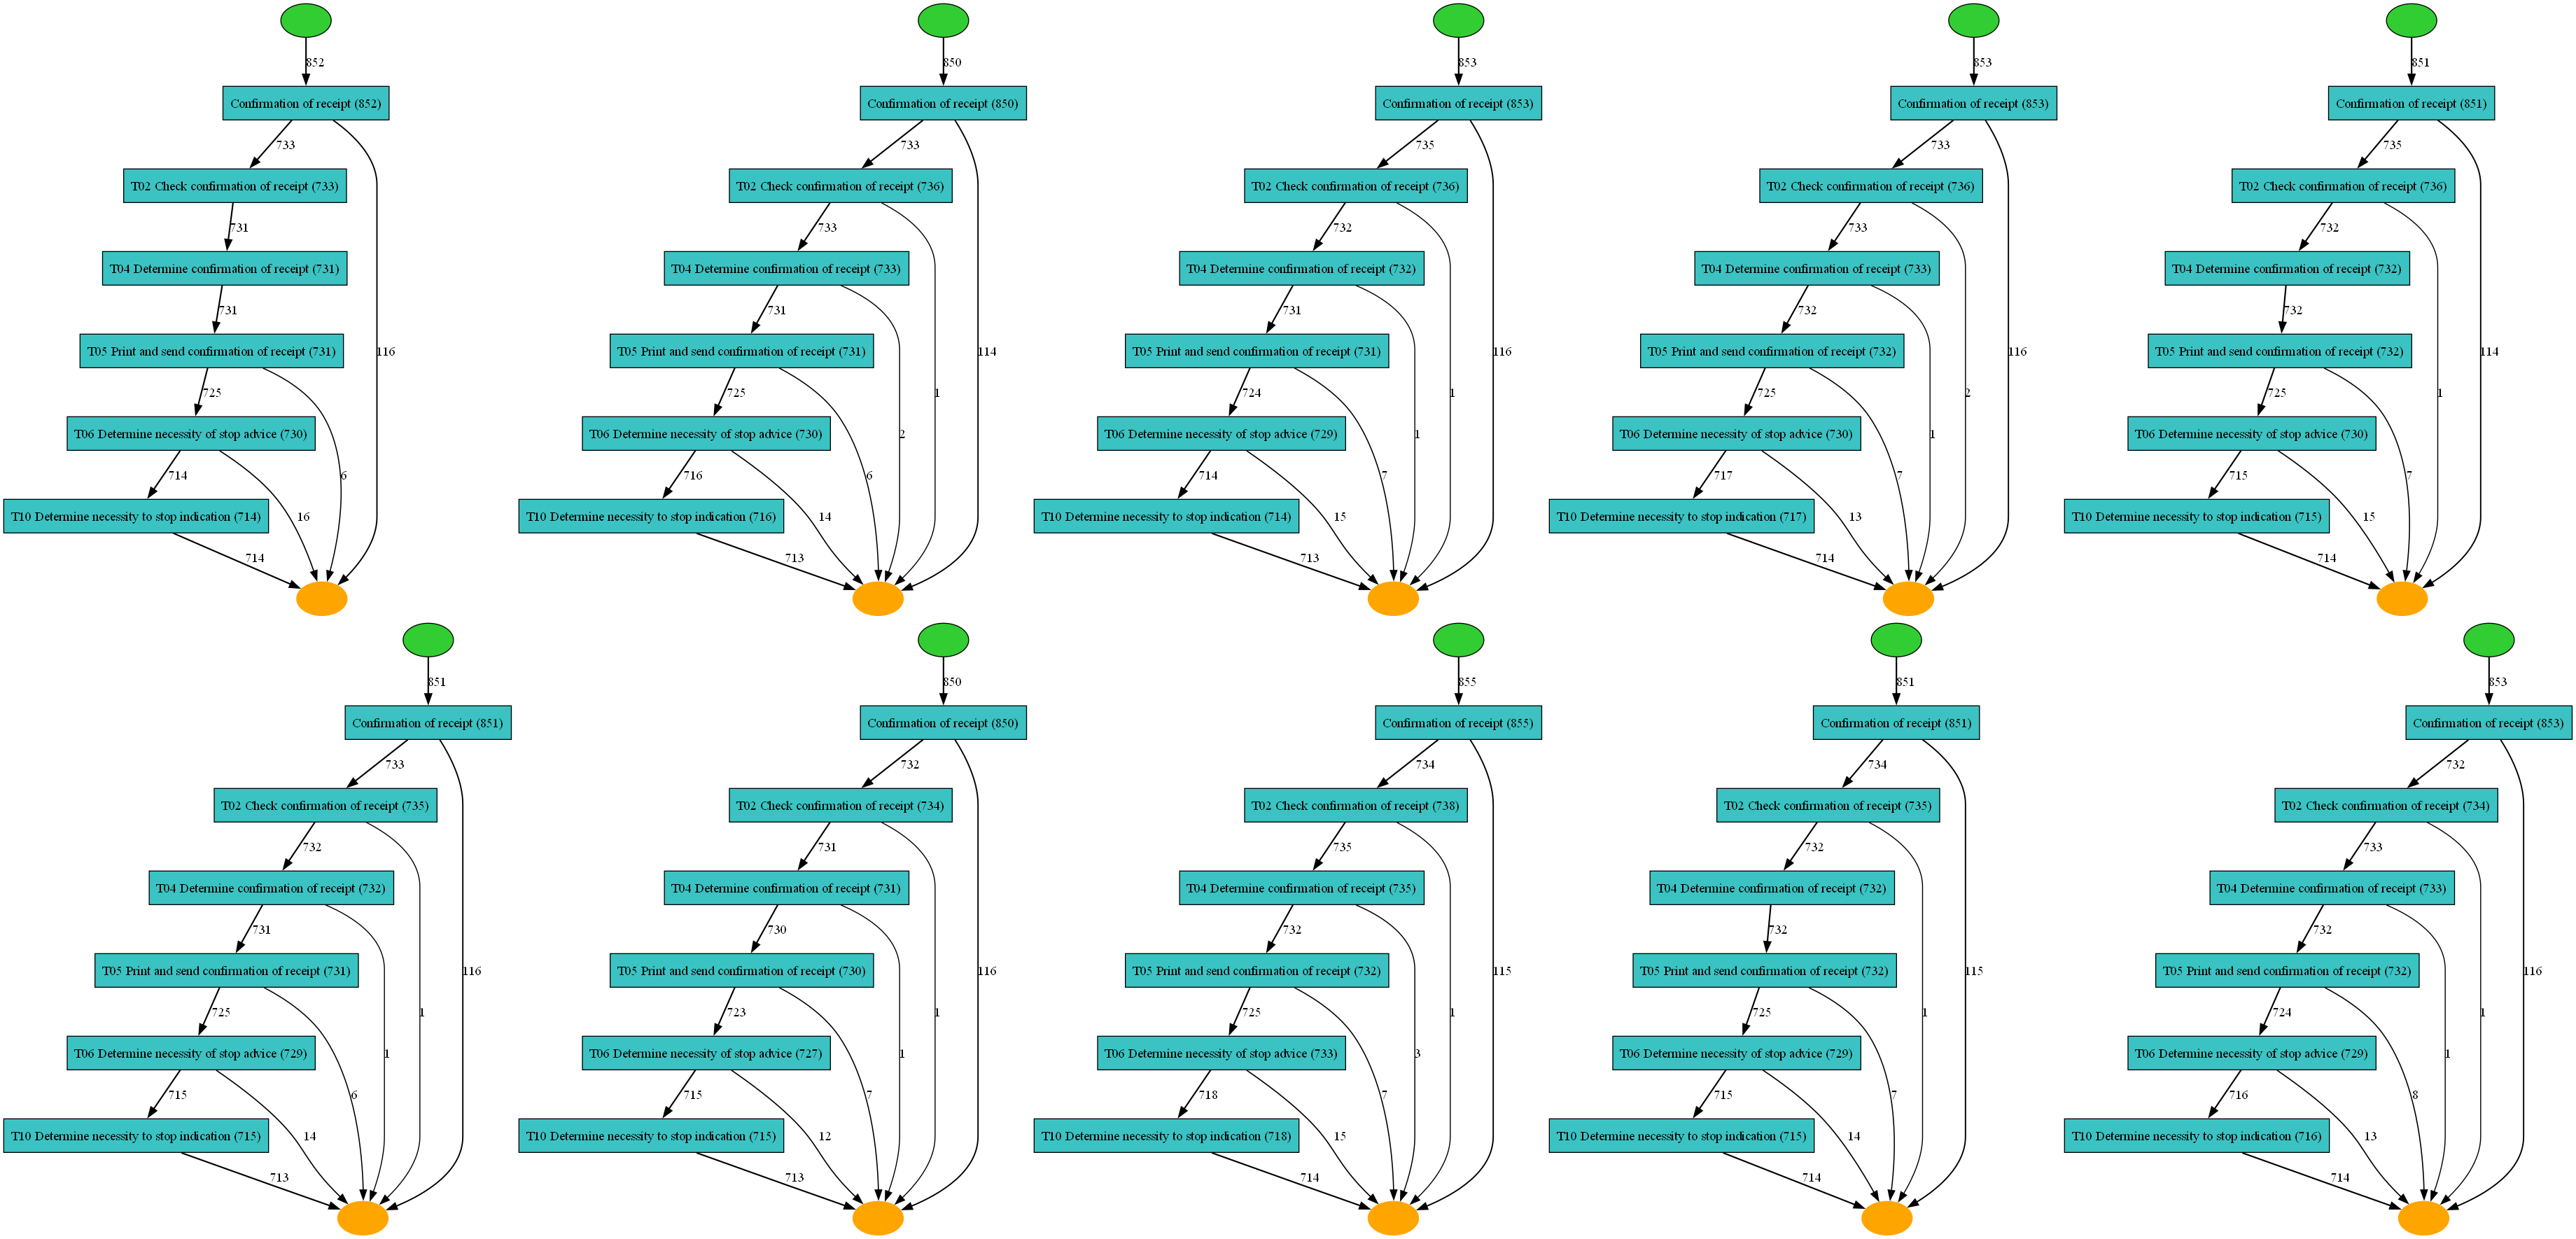 852
Confirmation of receipt (852)
733
T02 Check confirmation of receipt (733)
731
T04 Determine confirmation of receipt (731)
731
T05 Print and send confirmation of receipt (731)
116
725
T06 Determine necessity of stop advice (730)
714
16
6
T10 Determine necessity to stop indication (714)
714
850
Confirmation of receipt (850)
733
T02 Check confirmation of receipt (736)
733
T04 Determine confirmation of receipt (733)
731
T05 Print and send confirmation of receipt (731)
114
725
1
T06 Determine necessity of stop advice (730)
2
716
6
14
T10 Determine necessity to stop indication (716)
713
853
Confirmation of receipt (853)
735
T02 Check confirmation of receipt (736)
732
T04 Determine confirmation of receipt (732)
731
T05 Print and send confirmation of receipt (731)
116
724
1
T06 Determine necessity of stop advice (729)
1
714
7
15
T10 Determine necessity to stop indication (714)
713
853
Confirmation of receipt (853)
733
T02 Check confirmation of receipt (736)
733
T04 Determine confirmation of receipt (733)
732
T05 Print and send confirmation of receipt (732)
116
725
2
T06 Determine necessity of stop advice (730)
1
717
7
13
T10 Determine necessity to stop indication (717)
714
851
Confirmation of receipt (851)
735
T02 Check confirmation of receipt (736)
732
T04 Determine confirmation of receipt (732)
732
T05 Print and send confirmation of receipt (732)
114
725
1
T06 Determine necessity of stop advice (730)
715
7
15
T10 Determine necessity to stop indication (715)
714
851
Confirmation of receipt (851)
733
T02 Check confirmation of receipt (735)
732
T04 Determine confirmation of receipt (732)
731
T05 Print and send confirmation of receipt (731)
116
725
1
T06 Determine necessity of stop advice (729)
1
715
6
14
T10 Determine necessity to stop indication (715)
713
850
Confirmation of receipt (850)
732
T02 Check confirmation of receipt (734)
731
T04 Determine confirmation of receipt (731)
730
T05 Print and send confirmation of receipt (730)
116
723
1
T06 Determine necessity of stop advice (727)
1
715
7
12
T10 Determine necessity to stop indication (715)
713
855
Confirmation of receipt (855)
734
T02 Check confirmation of receipt (738)
735
T04 Determine confirmation of receipt (735)
732
T05 Print and send confirmation of receipt (732)
115
725
1
T06 Determine necessity of stop advice (733)
3
718
7
15
T10 Determine necessity to stop indication (718)
714
851
Confirmation of receipt (851)
734
T02 Check confirmation of receipt (735)
732
T04 Determine confirmation of receipt (732)
732
T05 Print and send confirmation of receipt (732)
115
725
1
T06 Determine necessity of stop advice (729)
715
7
14
T10 Determine necessity to stop indication (715)
714
853
Confirmation of receipt (853)
732
T02 Check confirmation of receipt (734)
733
T04 Determine confirmation of receipt (733)
732
T05 Print and send confirmation of receipt (732)
116
724
1
T06 Determine necessity of stop advice (729)
1
716
8
13
T10 Determine necessity to stop indication (716)
714